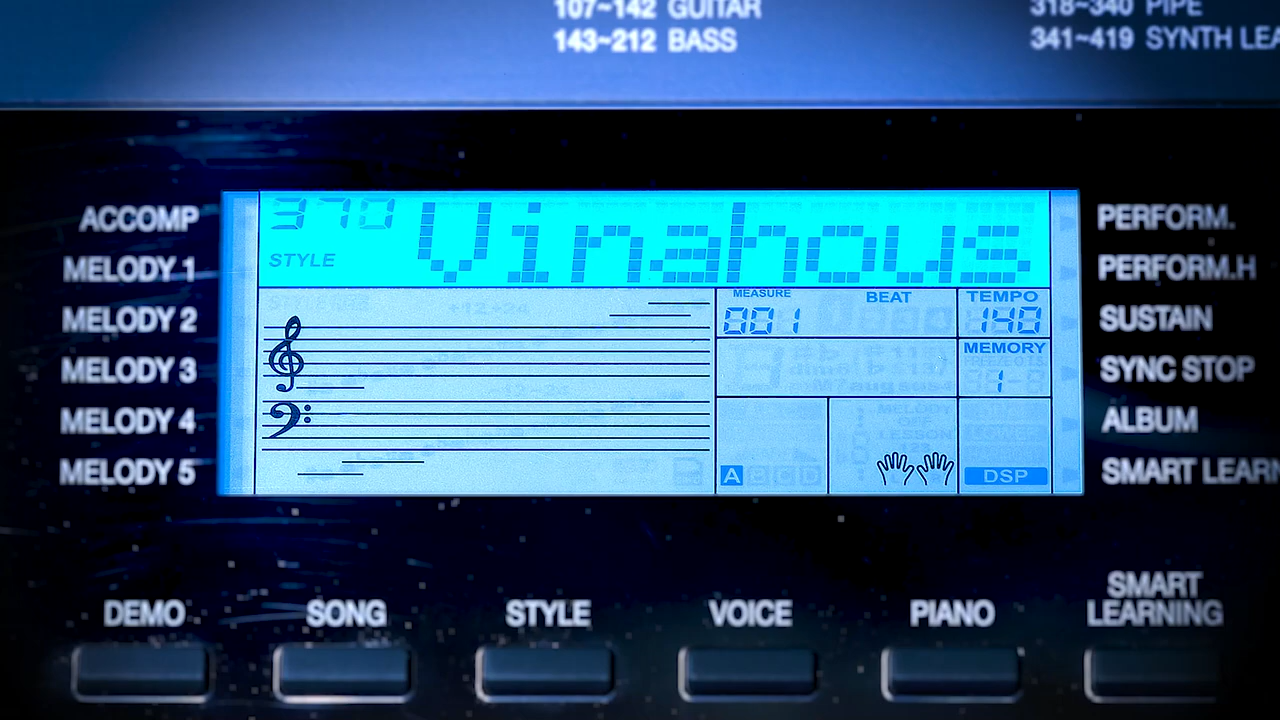 107~142 GUITAR
143~212 BASS
318~340 PIPE
341~419 SYNTH LEA
ACCOMP
MELODY 1
MELODY 2
MELODY 3
MELODY 4
MELODY 5
370 Vinahous
STYLE
MEASURE BEAT TEMPO
001 140
MEMORY
1
A B C D
DSP
PERFORM.
PERFORM.H
SUSTAIN
SYNC STOP
ALBUM
SMART LEARN
DEMO
SONG
STYLE
VOICE
PIANO
SMART
LEARNING